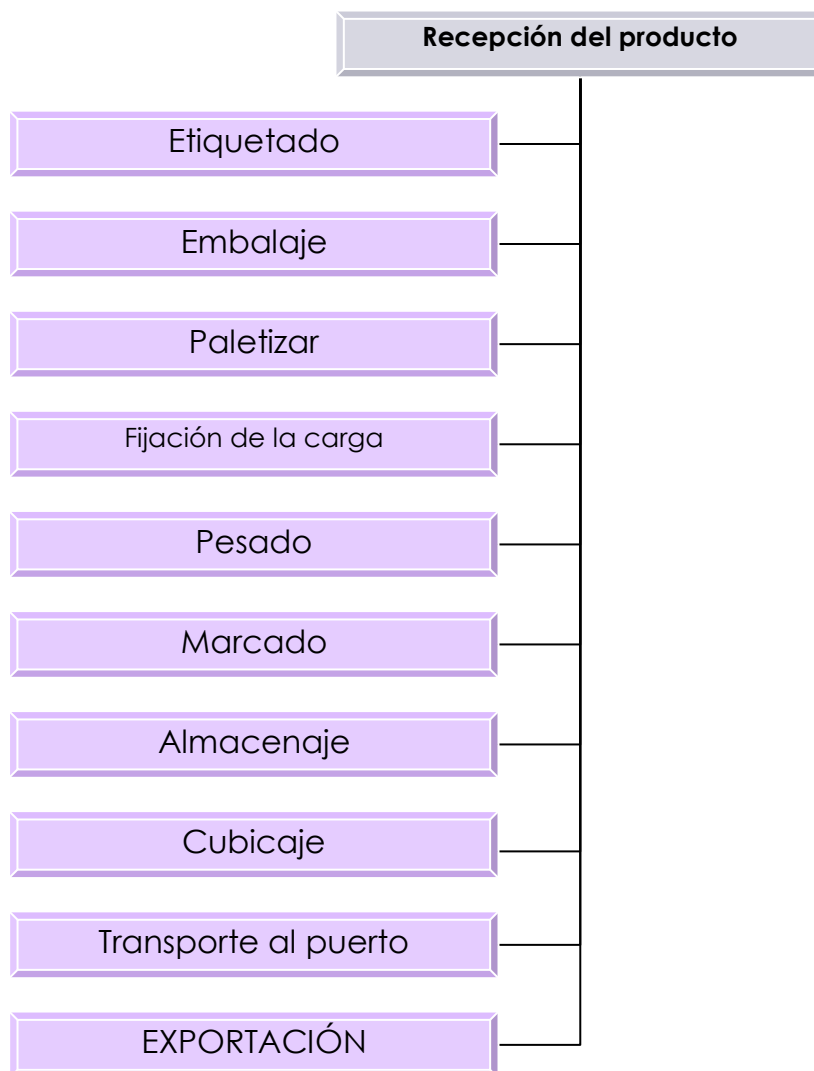 Recepción del producto
Etiquetado
Embalaje
Paletizar
Fijación de la carga
Pesado
Marcado
Almacenaje
Cubicaje
Transporte al puerto
EXPORTACIÓN